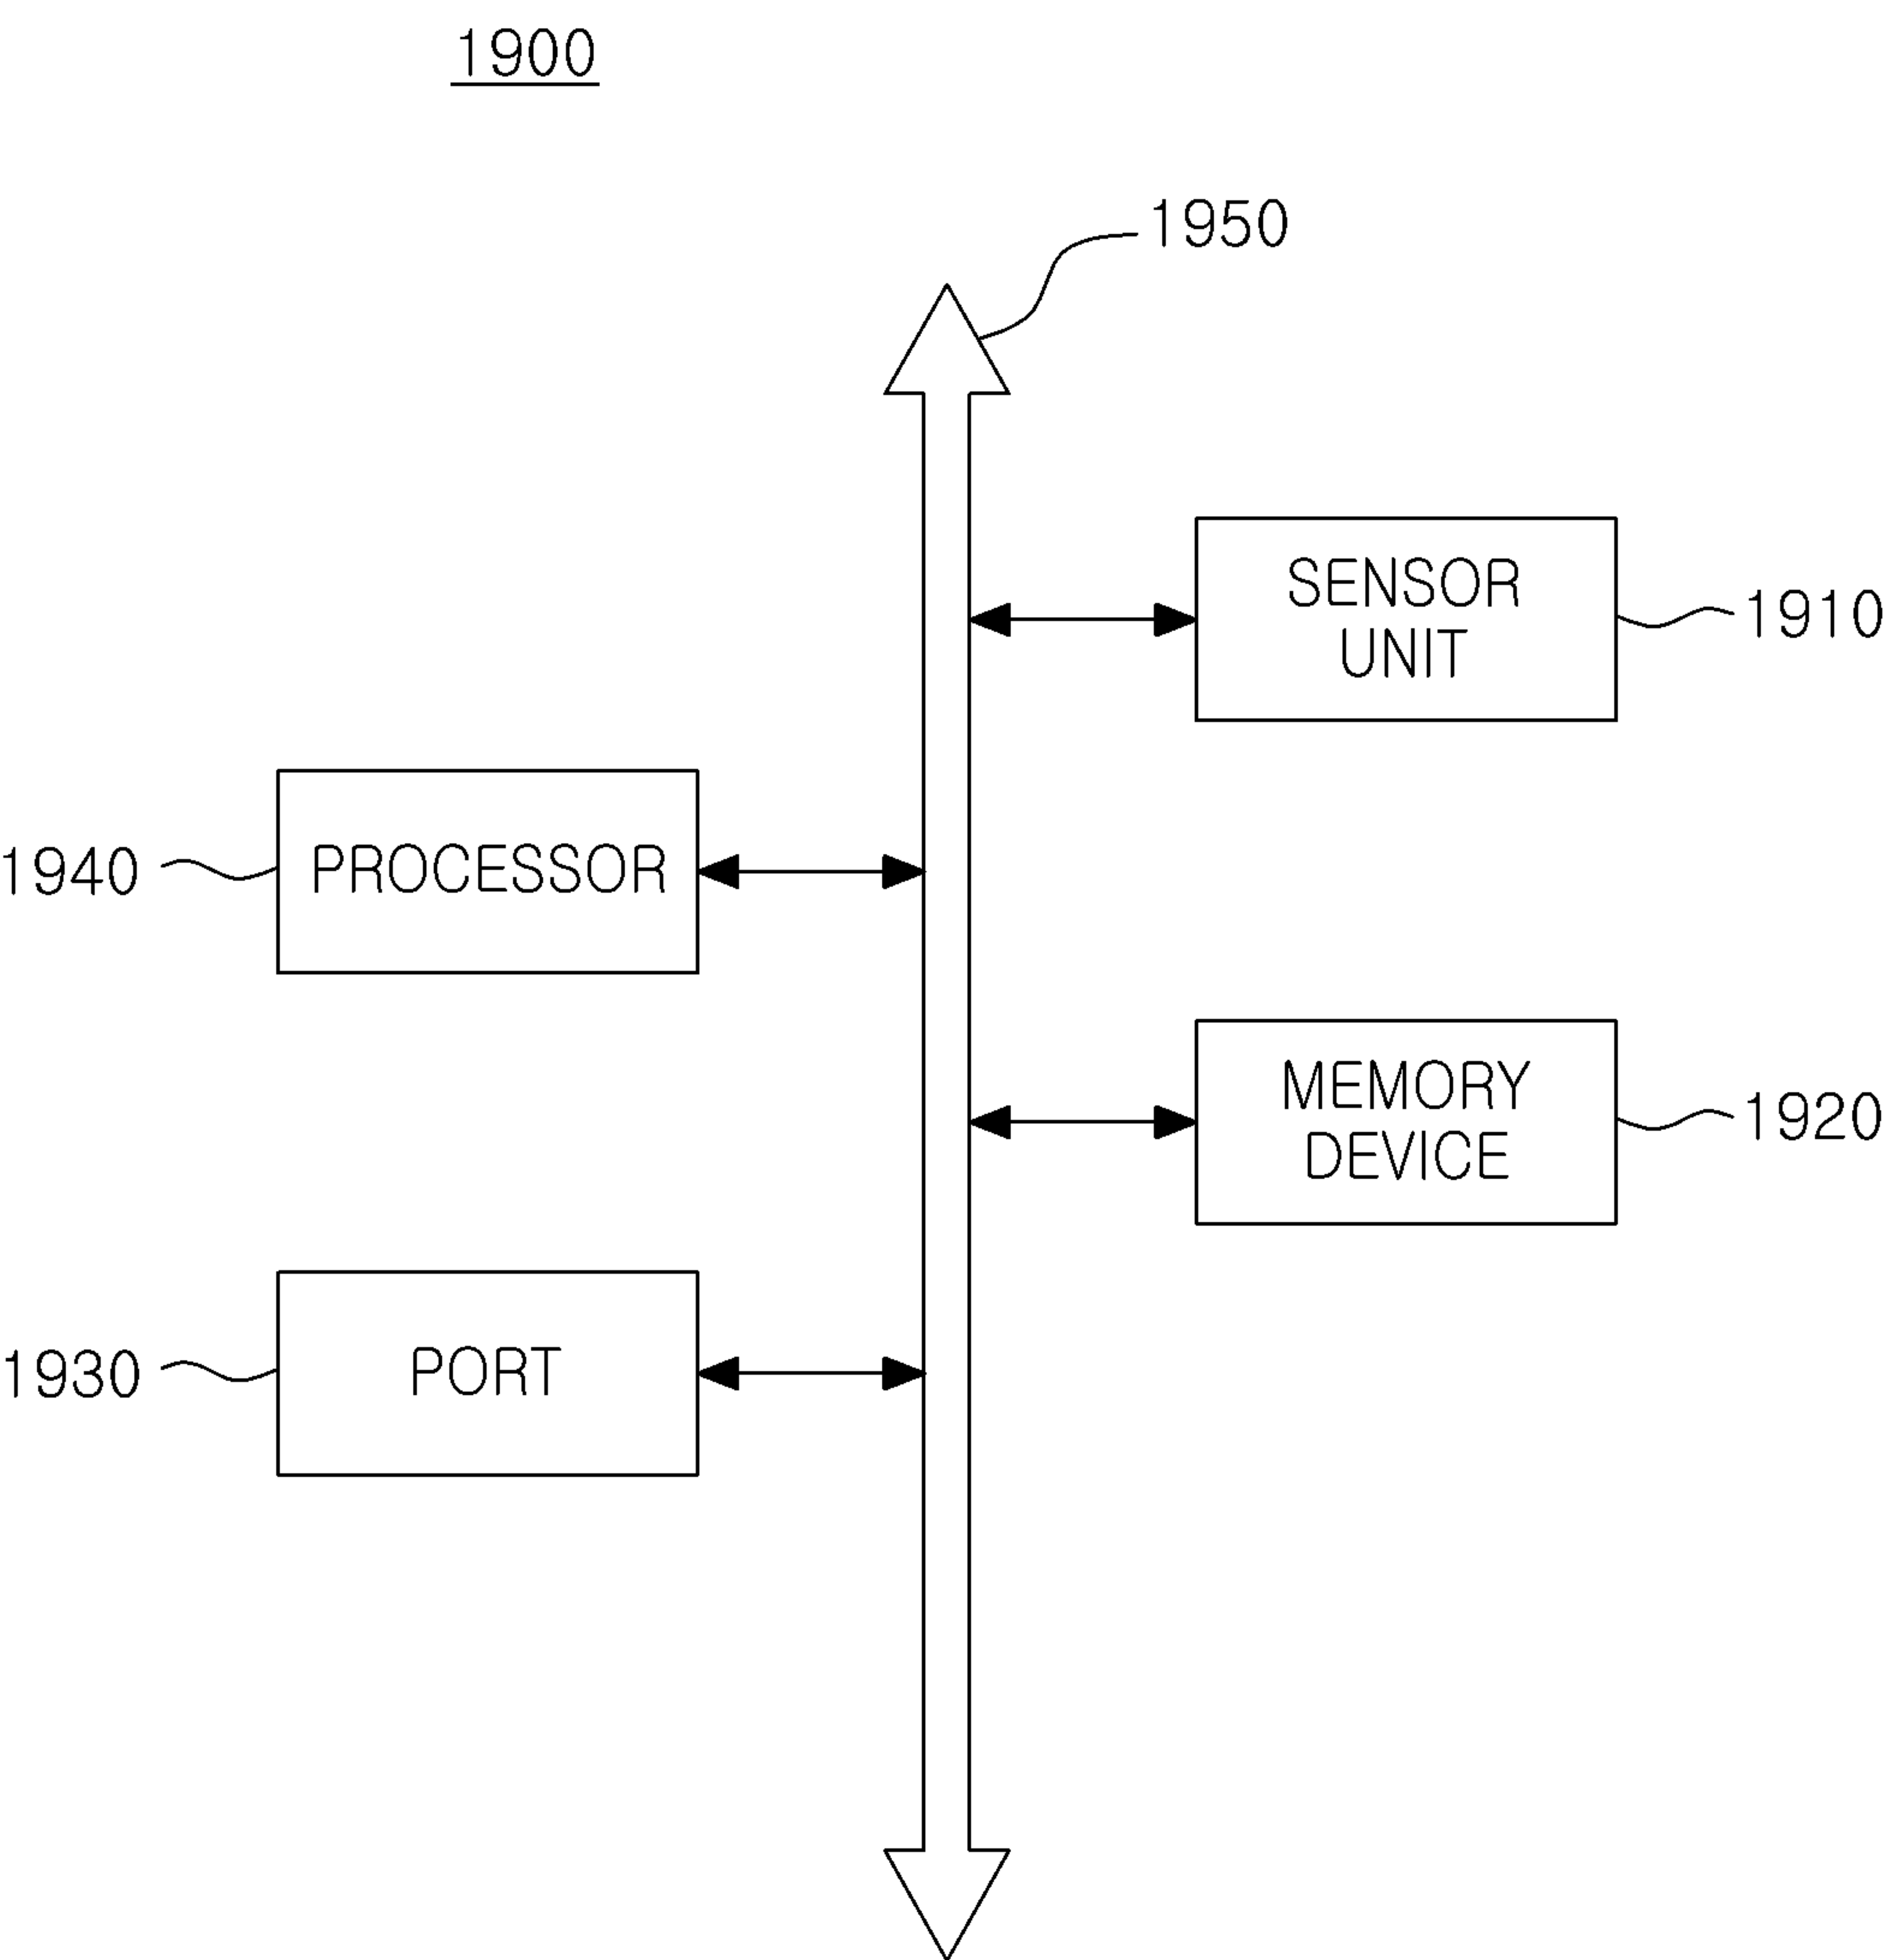 1900
1950
SENSOR
UNIT
1910
PROCESSOR
1940
MEMORY
DEVICE
1920
PORT
1930